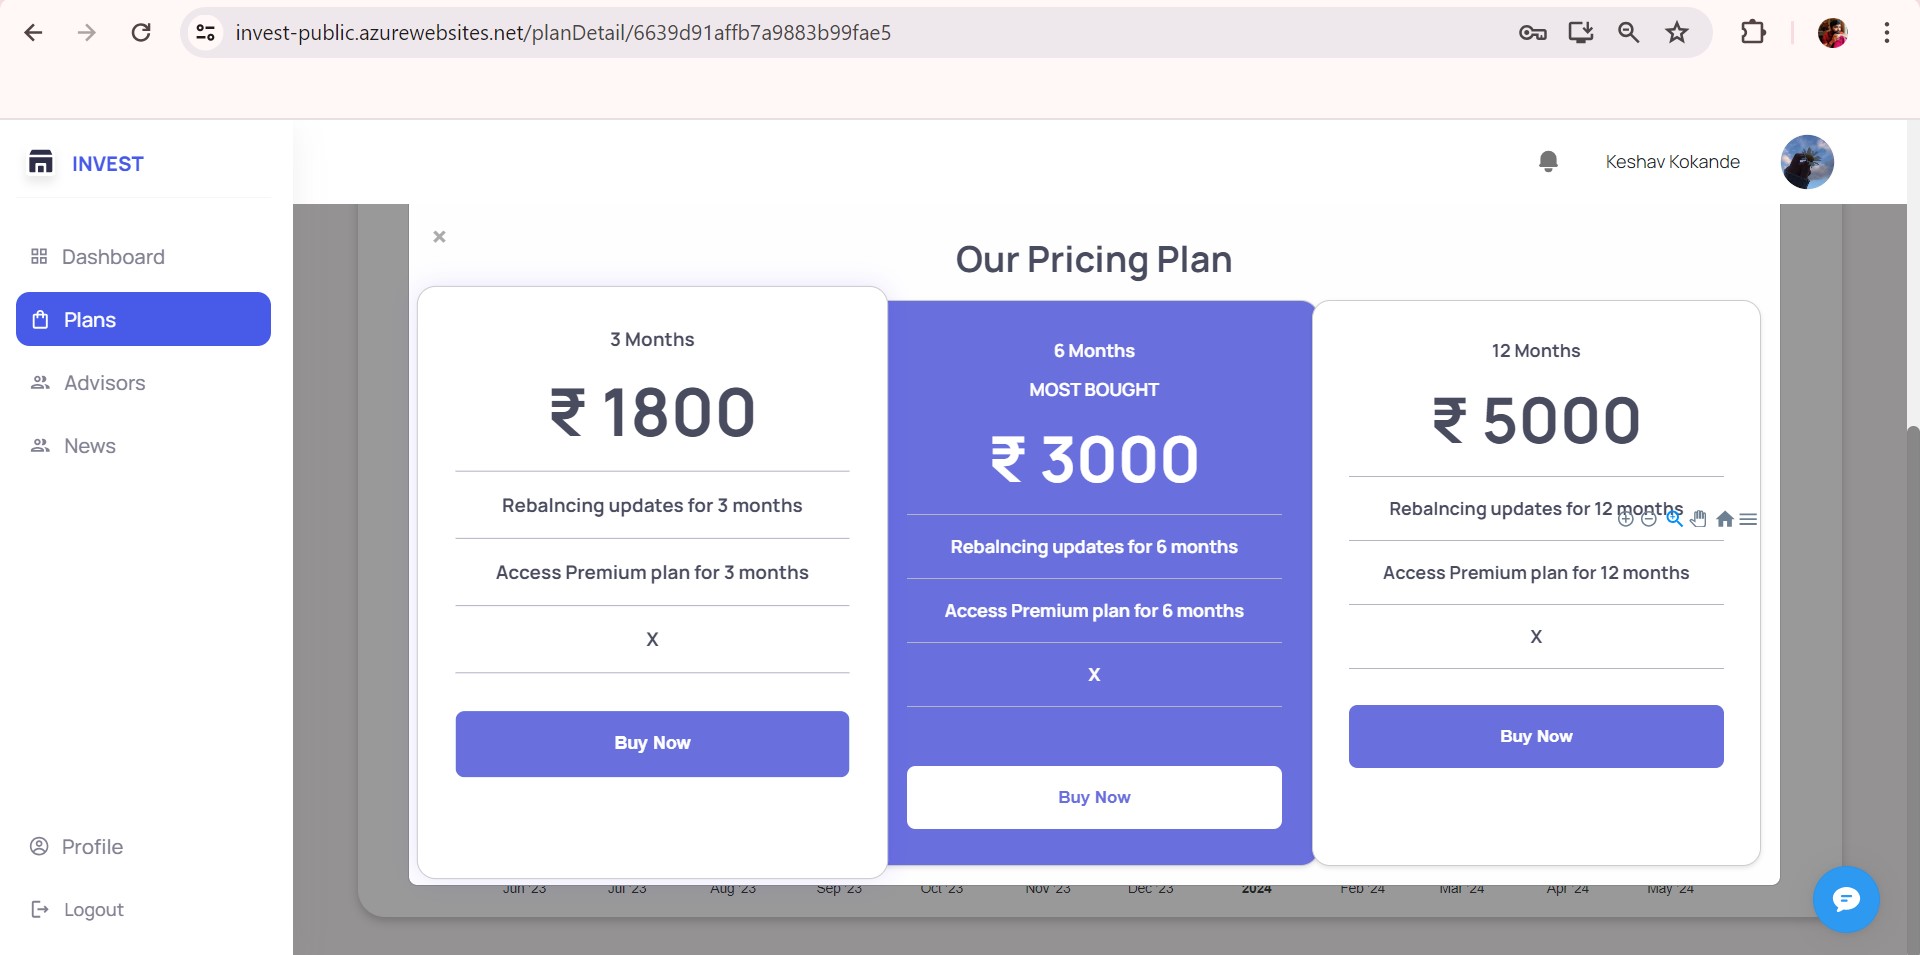 invest-public.azurewebsites.net/planDetail/6639d91affb7a9883b99fae5
INVEST
Keshav Kokande
Dashboard
Plans
Advisors
News
Profile
Logout
×
Our Pricing Plan
3 Months
₹ 1800
Rebalncing updates for 3 months
Access Premium plan for 3 months
X
Buy Now
6 Months
MOST BOUGHT
₹ 3000
Rebalncing updates for 6 months
Access Premium plan for 6 months
X
Buy Now
12 Months
₹ 5000
Rebalncing updates for 12 months
Access Premium plan for 12 months
X
Buy Now
Jun '23 Jul '23 Aug '23 Sep '23 Oct '23 Nov '23 Dec '23 2024 Feb '24 Mar '24 Apr '24 May '24